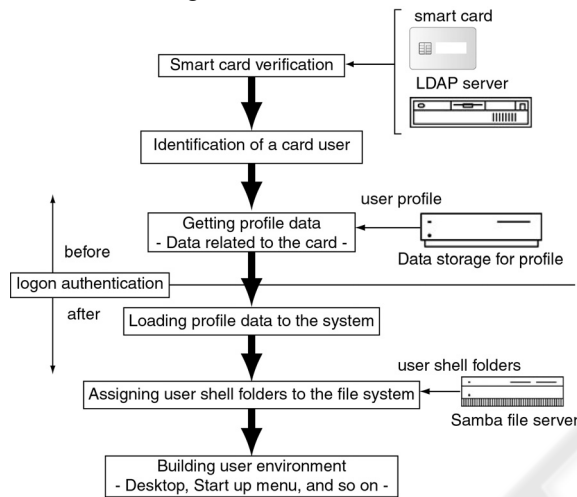 smart card
Smart card verification
LDAP server
Identification of a card user
user profile
Getting profile data
- Data related to the card -
before
Data storage for profile
logon authentication
after
Loading profile data to the system
user shell folders
Assigning user shell folders to the file system
Samba file server
Building user environment
- Desktop, Start up menu, and so on -